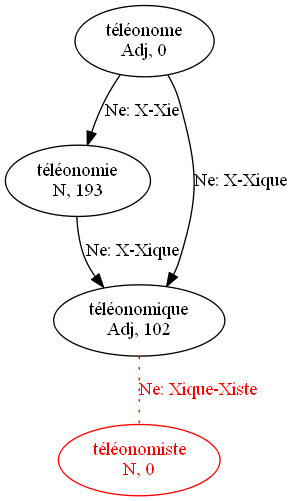 téléonome
Adj, 0
Ne: X-Xie
téléonomie
N, 193
Ne: X-Xique
Ne: X-Xique
téléonomique
Adj, 102
Ne: Xique-Xiste
téléonomiste
N, 0